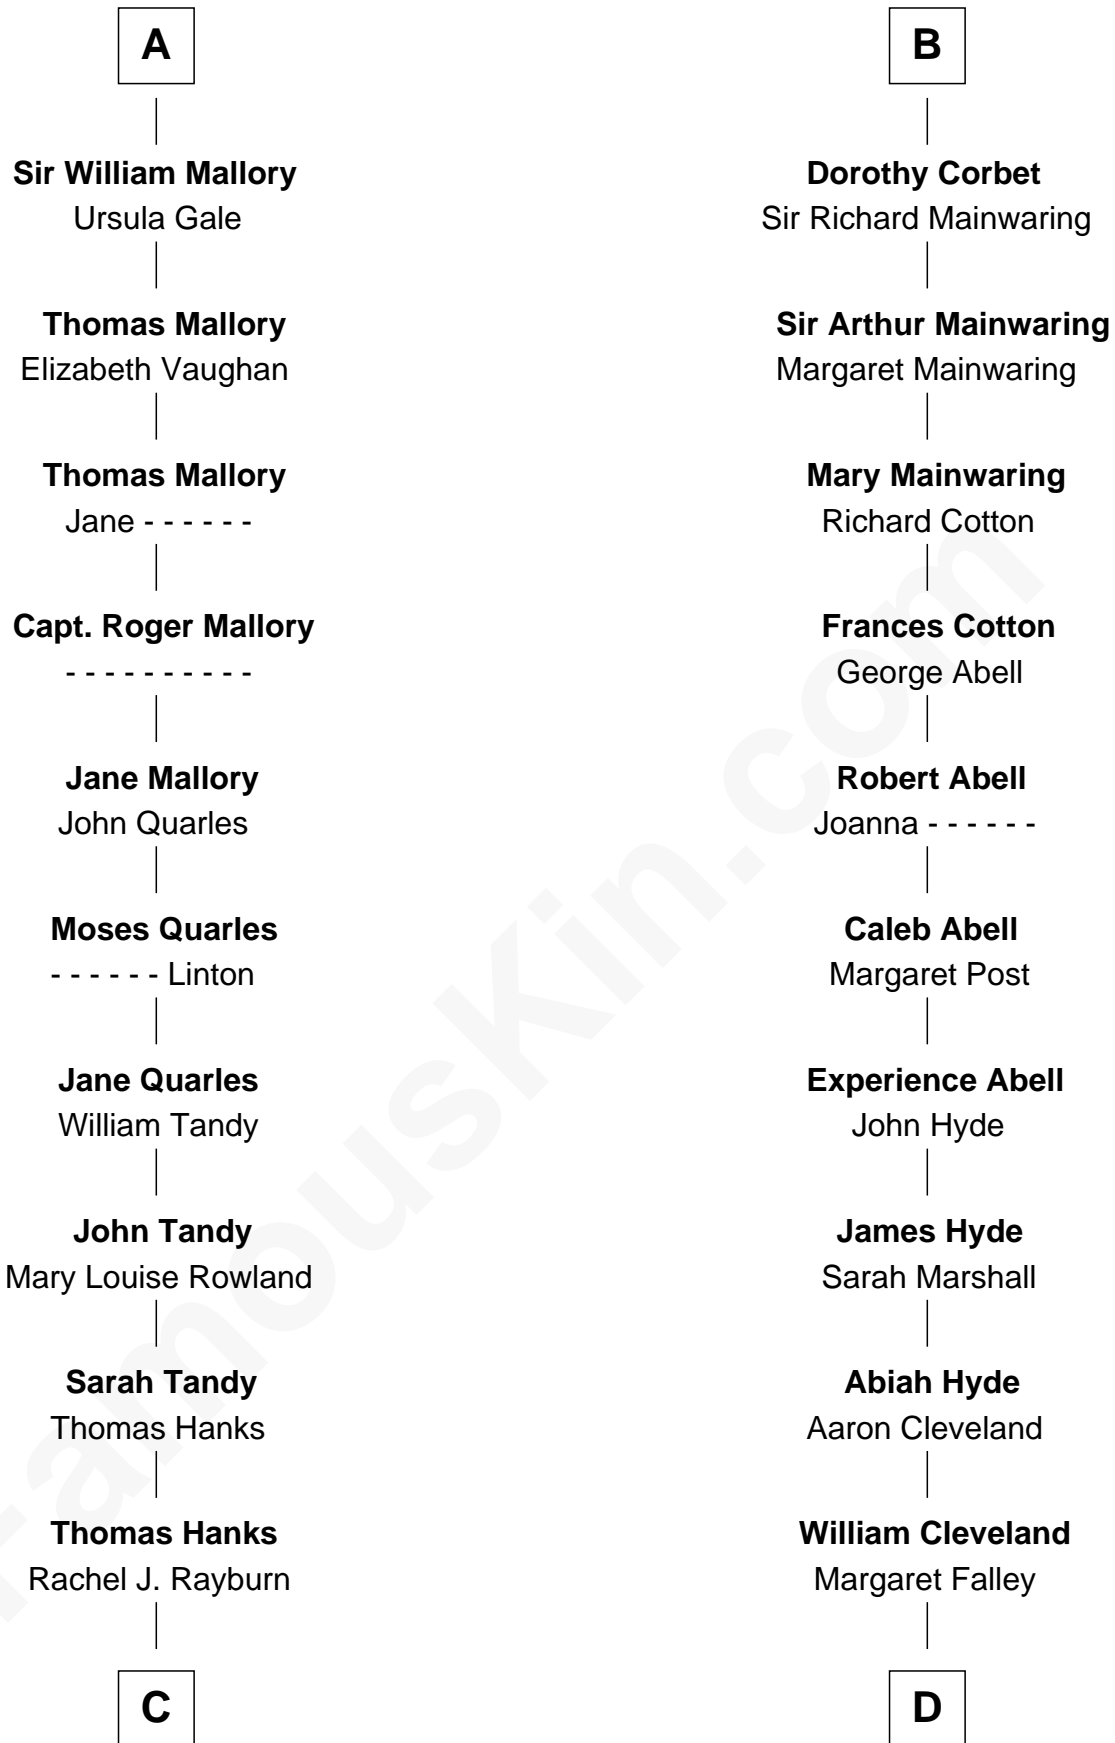 A
Sir William Mallory
Ursula Gale
Thomas Mallory
Elizabeth Vaughan
Thomas Mallory
Jane - - - - - -
Capt. Roger Mallory
- - - - - - - - - -
Jane Mallory
John Quarles
Moses Quarles
- - - - - - Linton
Jane Quarles
William Tandy
John Tandy
Mary Louise Rowland
Sarah Tandy
Thomas Hanks
Thomas Hanks
Rachel J. Rayburn
C
B
Dorothy Corbet
Sir Richard Mainwaring
Sir Arthur Mainwaring
Margaret Mainwaring
Mary Mainwaring
Richard Cotton
Frances Cotton
George Abell
Robert Abell
Joanna - - - - - -
Caleb Abell
Margaret Post
Experience Abell
John Hyde
James Hyde
Sarah Marshall
Abiah Hyde
Aaron Cleveland
William Cleveland
Margaret Falley
D
FamousKin.com